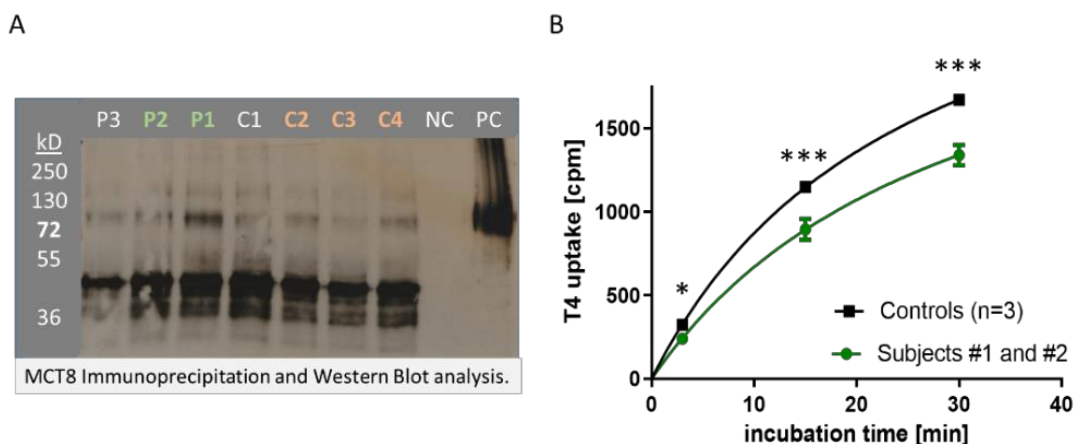 A
P3 P2 P1 C1 C2 C3 C4 NC PC
kD
250
130
72
55
36
MCT8 Immunoprecipitation and Western Blot analysis.
B
T4 uptake [cpm]
1500
1000
500
0
*
***
***
Controls (n=3)
Subjects #1 and #2
0 10 20 30 40
incubation time [min]